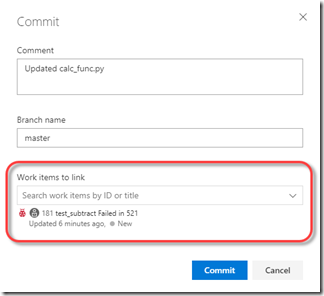 Commit
Comment
Updated calc_func.py
Branch name
master
Work items to link
Search work items by ID or title
181 test_subtract Failed in 521
Updated 6 minutes ago, New
Commit Cancel